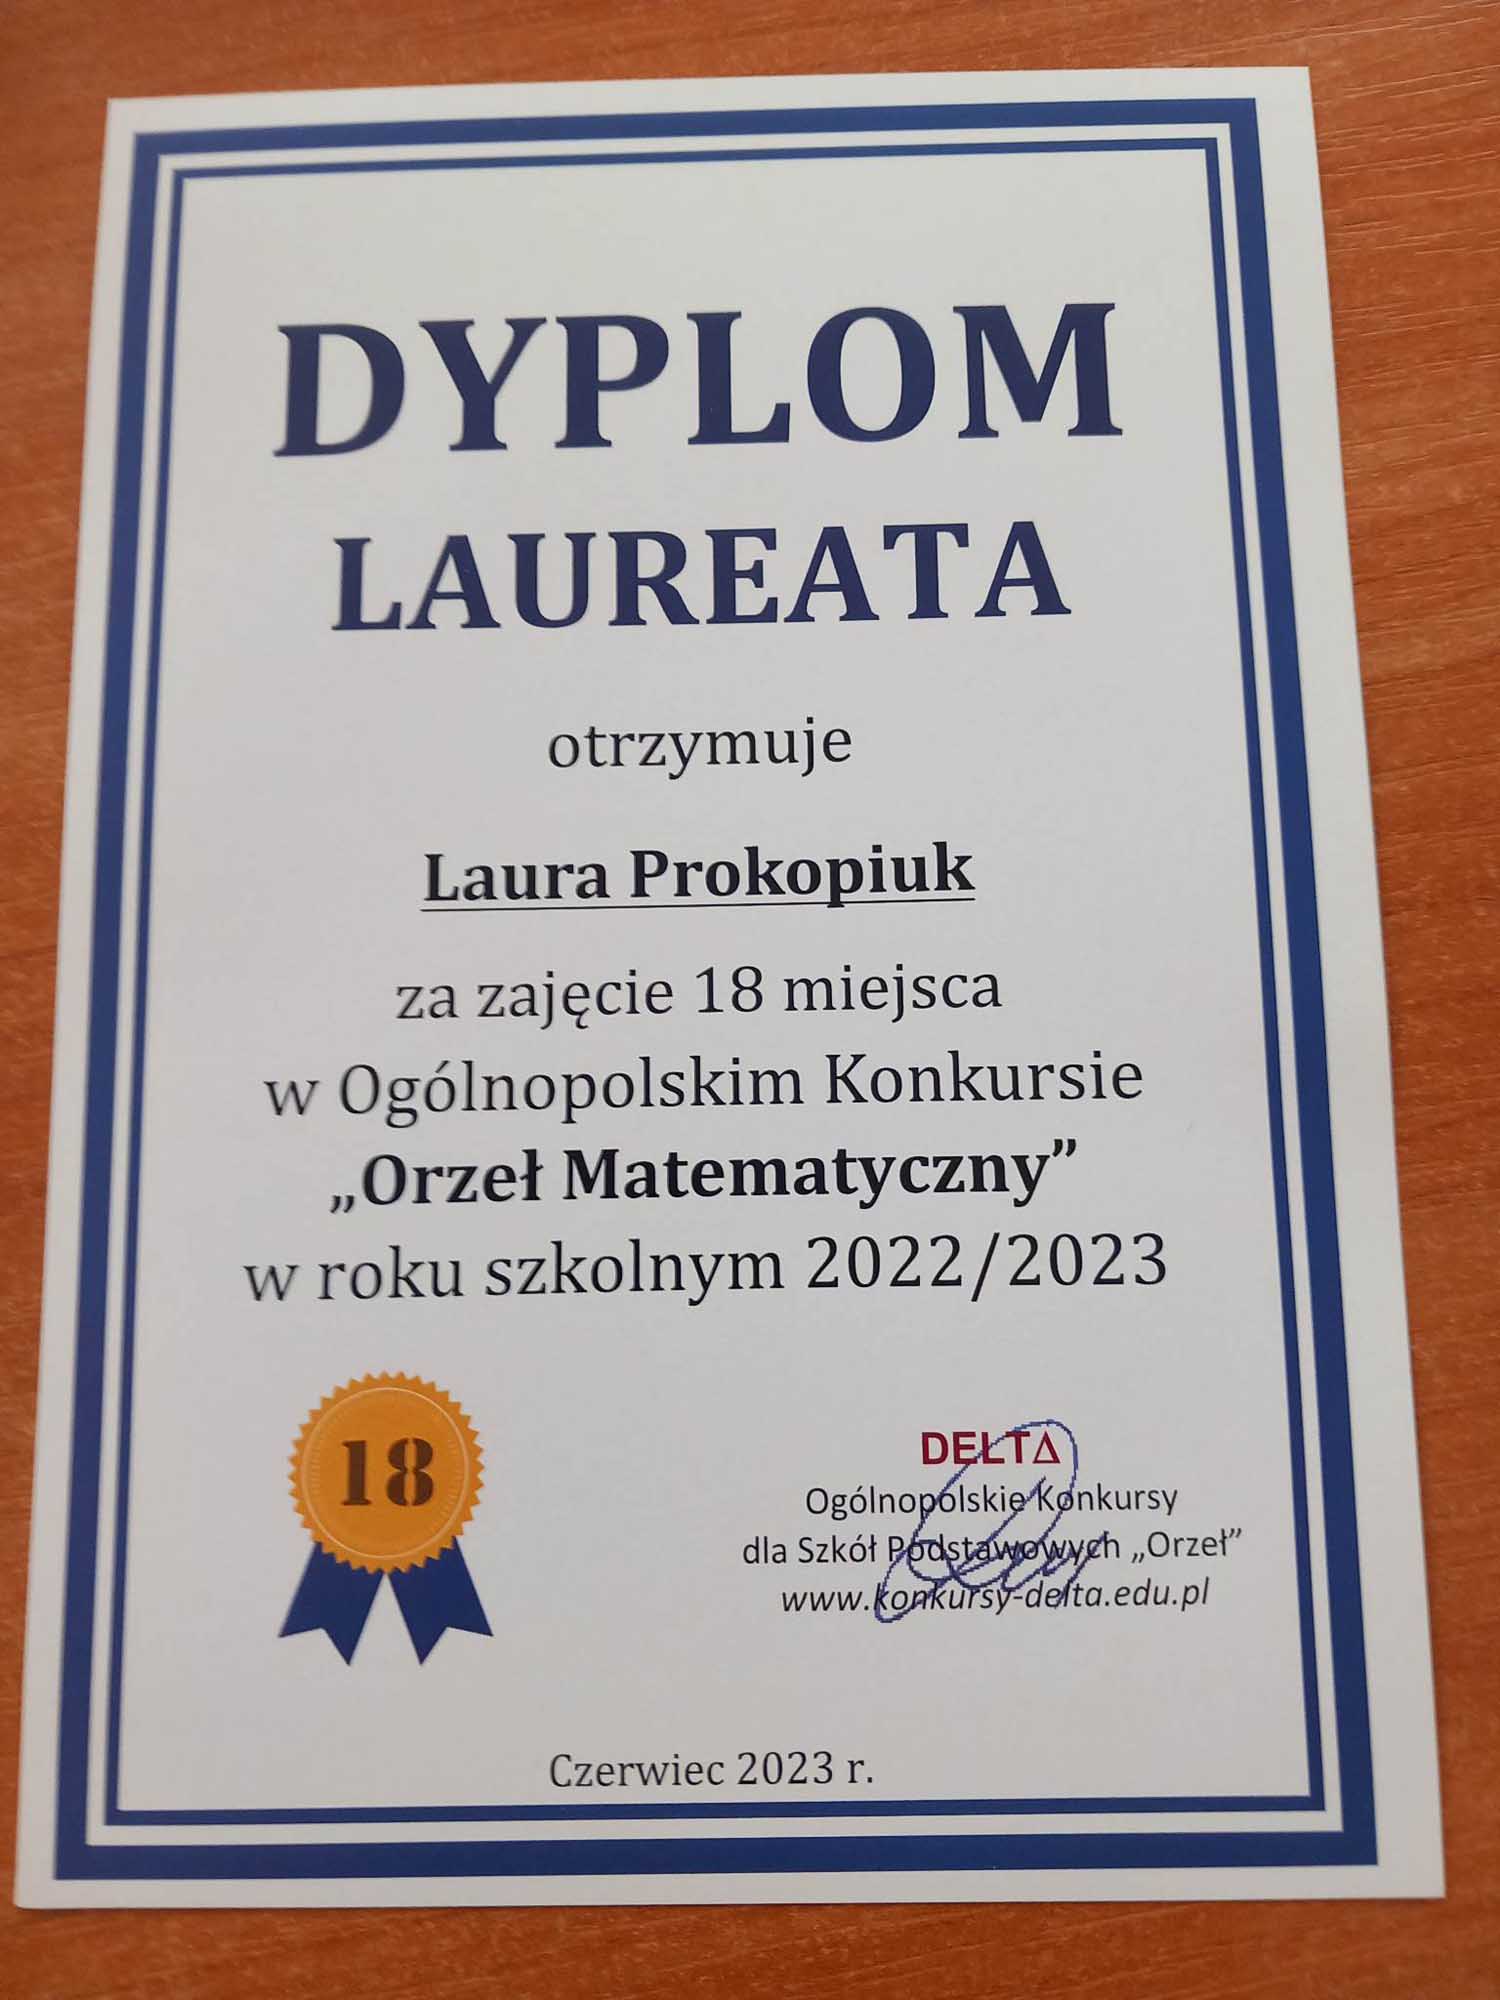 DYPLOM
LAUREATA
otrzymuje
Laura Prokopiuk
za zajęcie 18 miejsca
w Ogólnopolskim Konkursie
„Orzeł Matematyczny”
w roku szkolnym 2022/2023
18
DELTA
Ogólnopolskie Konkursy
dla Szkół Podstawowych „Orzeł”
www.konkursy-delta.edu.pl
Czerwiec 2023 r.